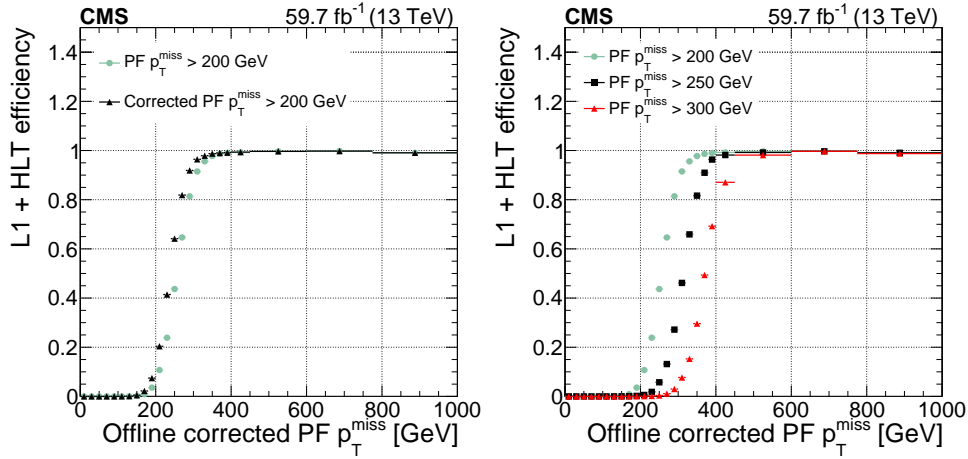 CMS 59.7 fb⁻¹ (13 TeV)
PF p_T^miss > 200 GeV
Corrected PF p_T^miss > 200 GeV
L1 + HLT efficiency
1.4
1.2
1
0.8
0.6
0.4
0.2
0
0 200 400 600 800 1000
Offline corrected PF p_T^miss [GeV]
CMS 59.7 fb⁻¹ (13 TeV)
PF p_T^miss > 200 GeV
PF p_T^miss > 250 GeV
PF p_T^miss > 300 GeV
L1 + HLT efficiency
1.4
1.2
1
0.8
0.6
0.4
0.2
0
0 200 400 600 800 1000
Offline corrected PF p_T^miss [GeV]